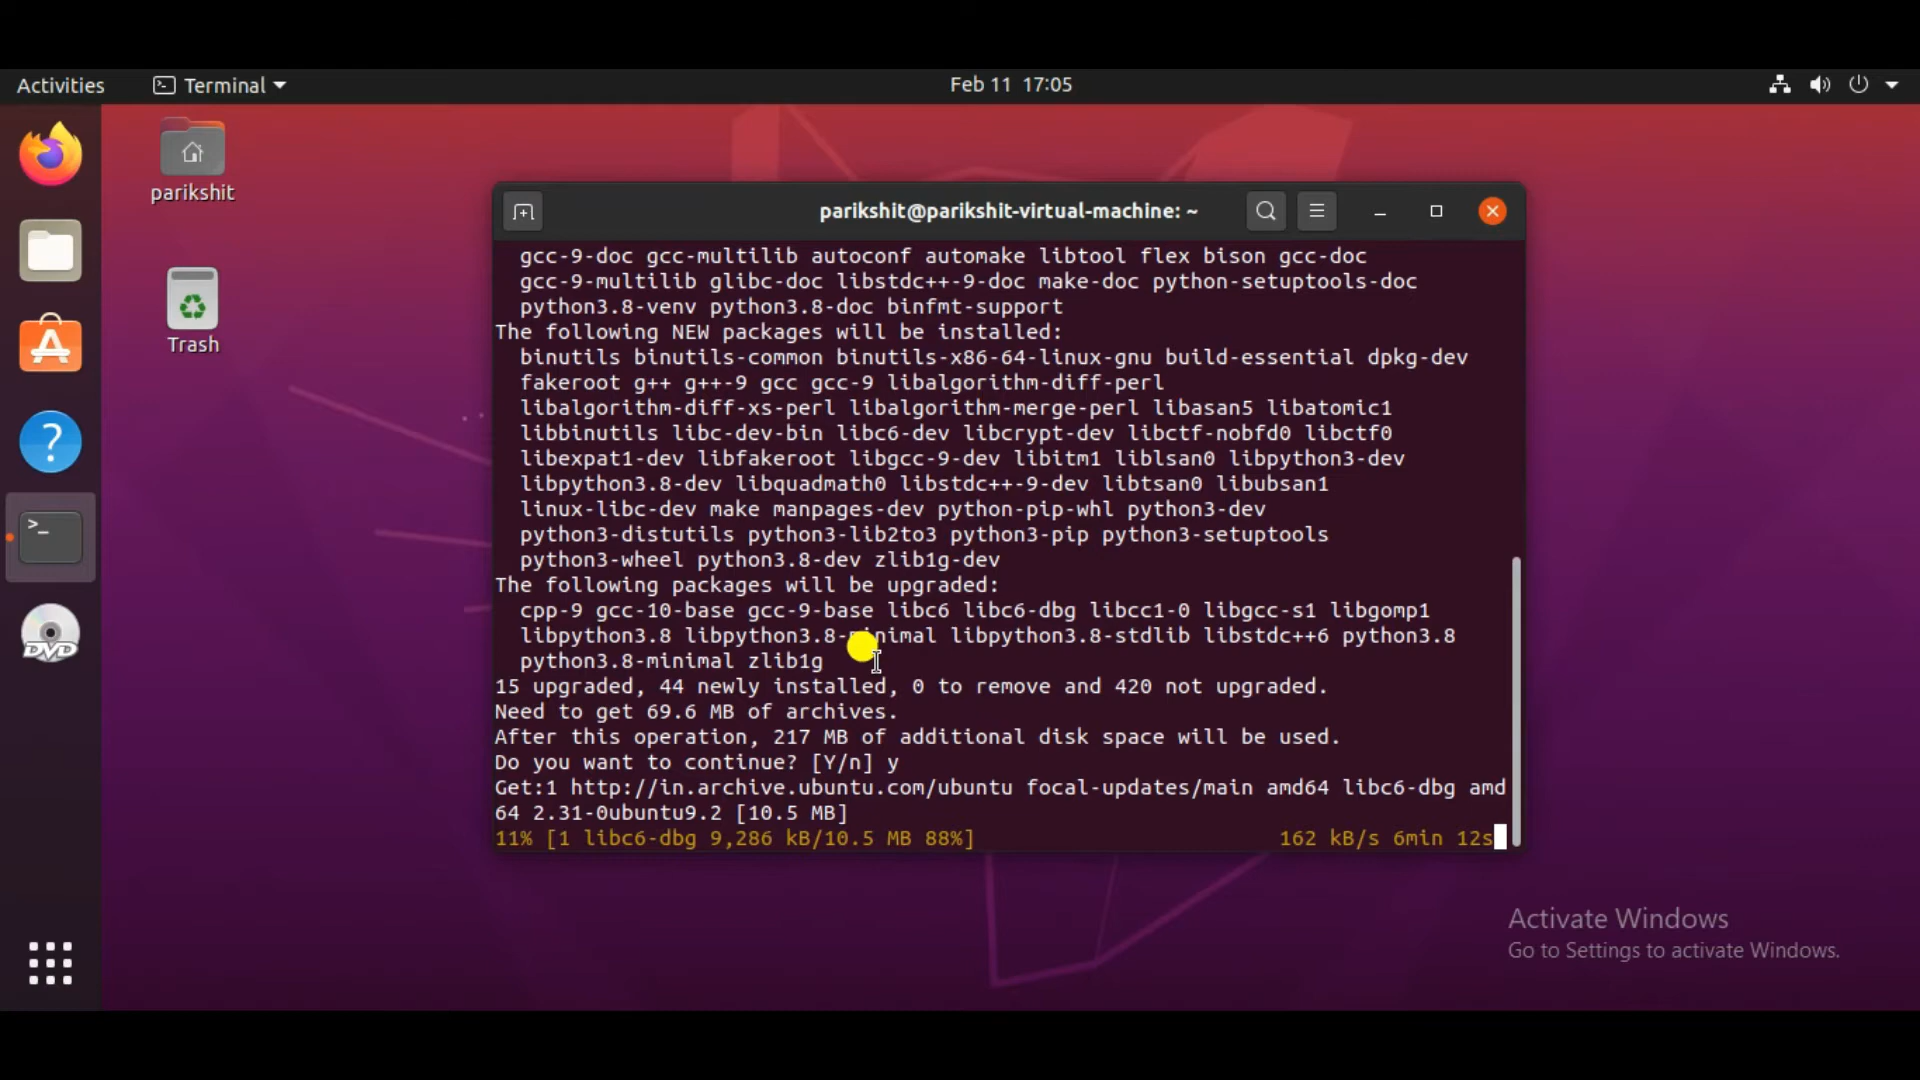 Activities
Terminal
Feb 11 17:05
parikshit
Trash
DVD
parikshit@parikshit-virtual-machine: ~
gcc-9-doc gcc-multilib autoconf automake libtool flex bison gcc-doc
gcc-9-multilib glibc-doc libstdc++-9-doc make-doc python-setuptools-doc
python3.8-venv python3.8-doc binfmt-support
The following NEW packages will be installed:
binutils binutils-common binutils-x86-64-linux-gnu build-essential dpkg-dev
fakeroot g++ g++-9 gcc gcc-9 libalgorithm-diff-perl
libalgorithm-diff-xs-perl libalgorithm-merge-perl libasan5 libatomic1
libbinutils libc-dev-bin libc6-dev libcrypt-dev libctf-nobfd0 libctf0
libexpat1-dev libfakeroot libgcc-9-dev libitm1 liblsan0 libpython3-dev
libpython3.8-dev libquadmath0 libstdc++-9-dev libtsan0 libubsan1
linux-libc-dev make manpages-dev python-pip-whl python3-dev
python3-distutils python3-lib2to3 python3-pip python3-setuptools
python3-wheel python3.8-dev zlib1g-dev
The following packages will be upgraded:
cpp-9 gcc-10-base gcc-9-base libc6 libc6-dbg libcc1-0 libgcc-s1 libgomp1
libpython3.8 libpython3.8-minimal libpython3.8-stdlib libstdc++6 python3.8
python3.8-minimal zlib1g
15 upgraded, 44 newly installed, 0 to remove and 420 not upgraded.
Need to get 69.6 MB of archives.
After this operation, 217 MB of additional disk space will be used.
Do you want to continue? [Y/n] y
Get:1 http://in.archive.ubuntu.com/ubuntu focal-updates/main amd64 libc6-dbg amd
64 2.31-0ubuntu9.2 [10.5 MB]
11% [1 libc6-dbg 9,286 kB/10.5 MB 88%] 162 kB/s 6min 12s
Activate Windows
Go to Settings to activate Windows.